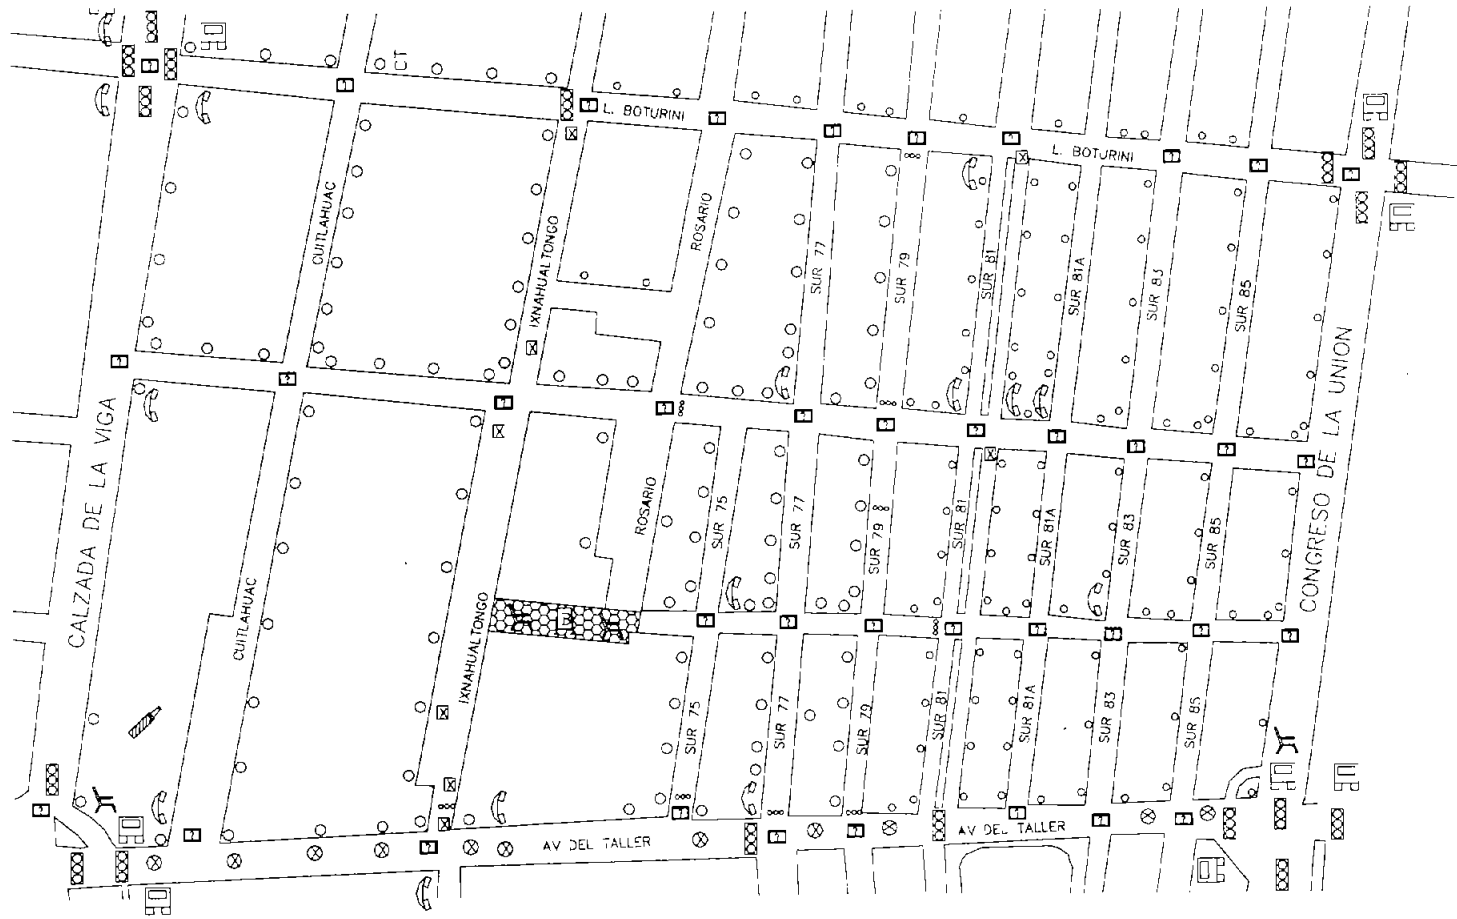 CT
L. BOTURINI
L. BOTURINI
CUITLAHUAC
IXNAHUALTONGO
ROSARIO
SUR 77
SUR 79
SUR 81
SUR 81A
SUR 83
SUR 85
CALZADA DE LA VIGA
CONGRESO DE LA UNION
ROSARIO
SUR 75
SUR 77
SUR 79
SUR 81
SUR 81A
SUR 83
SUR 85
CUITLAHUAC
IXNAHUALTONGO
SUR 75
SUR 77
SUR 79
SUR 81
SUR 81A
SUR 83
SUR 85
AV DEL TALLER
AV DEL TALLER